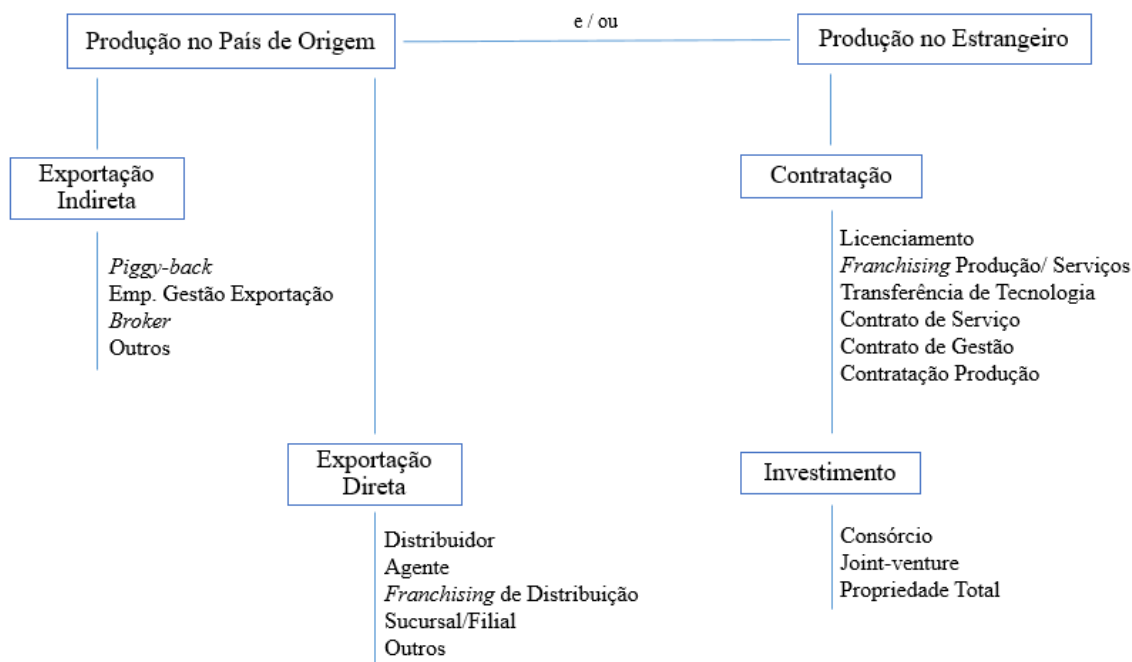 Produção no País de Origem
e / ou
Produção no Estrangeiro
Exportação
Indireta
Piggy-back
Emp. Gestão Exportação
Broker
Outros
Exportação
Direta
Distribuidor
Agente
Franchising de Distribuição
Sucursal/Filial
Outros
Contratação
Licenciamento
Franchising Produção/ Serviços
Transferência de Tecnologia
Contrato de Serviço
Contrato de Gestão
Contratação Produção
Investimento
Consórcio
Joint-venture
Propriedade Total